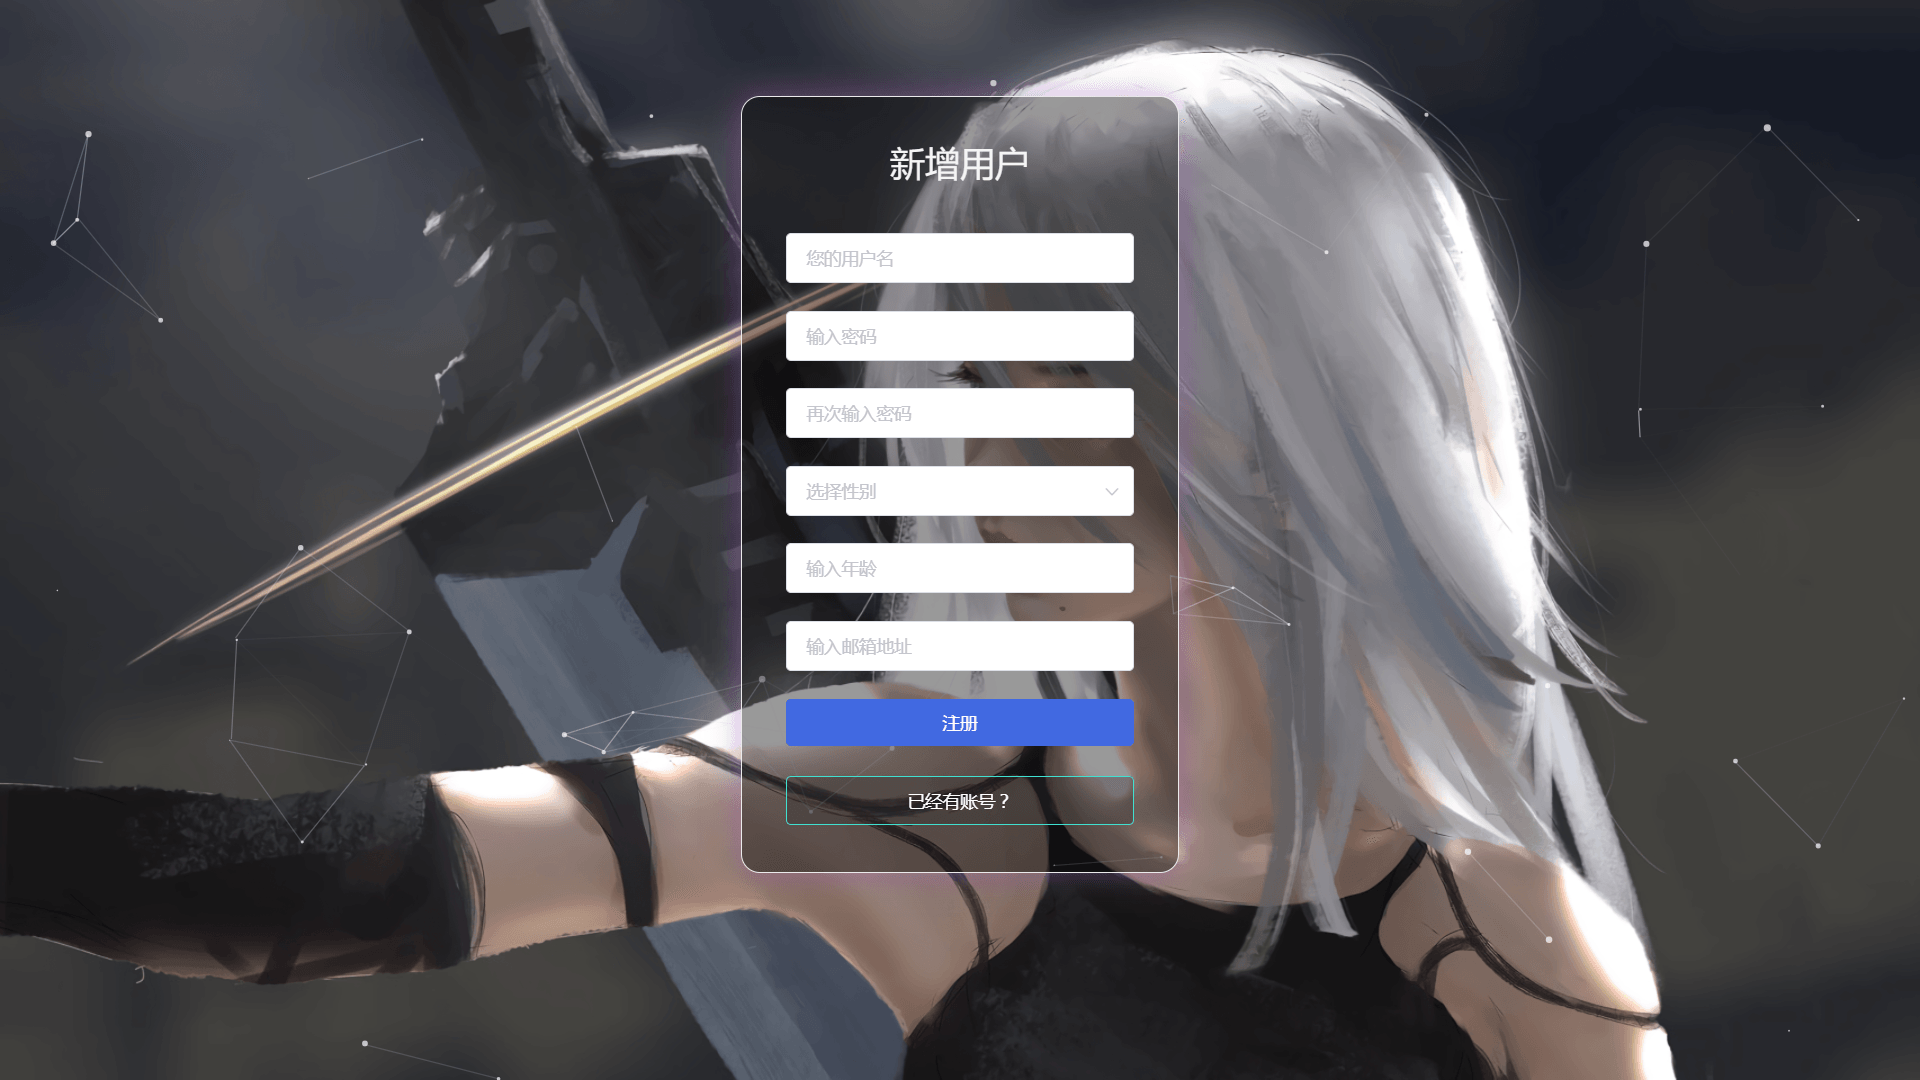 新增用户
您的用户名
输入密码
再次输入密码
选择性别
输入年龄
输入邮箱地址
注册
已经有账号？